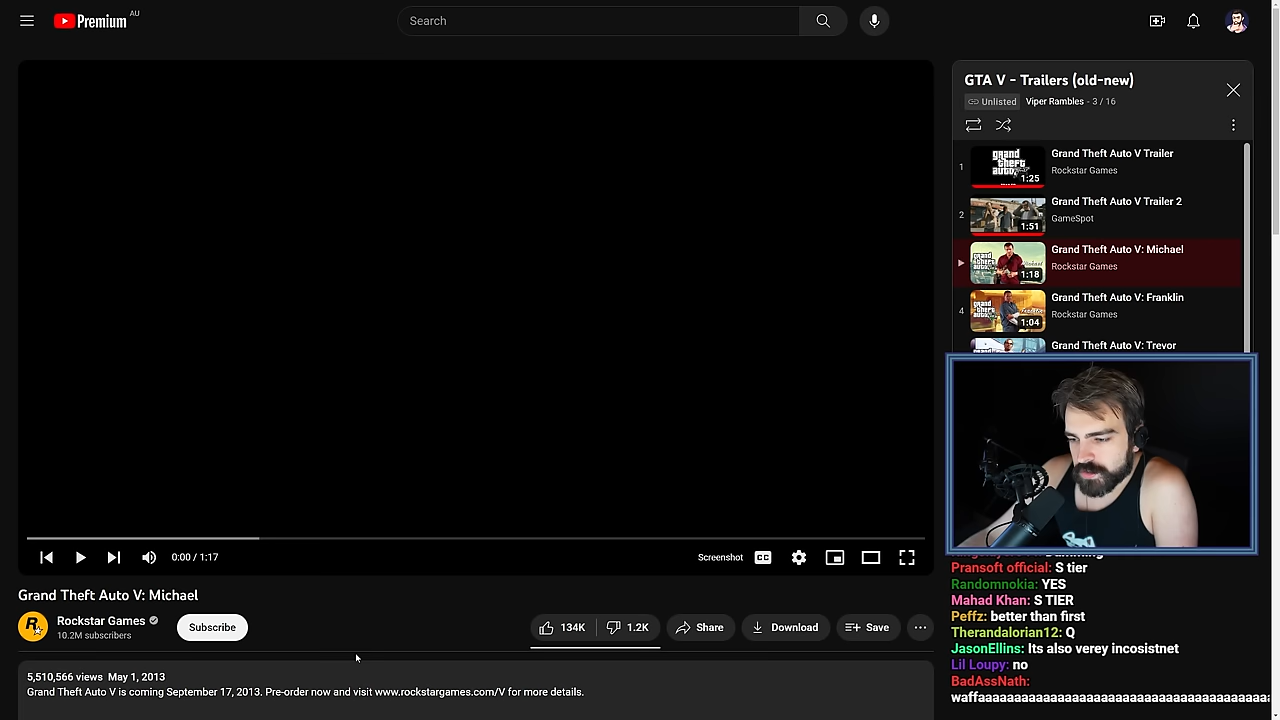 Premium AU
Search
GTA V - Trailers (old-new)
Unlisted Viper Rambles - 3 / 16
1 Grand Theft Auto V Trailer
Rockstar Games
grand theft auto V
1:25
2 Grand Theft Auto V Trailer 2
GameSpot
1:51
Grand Theft Auto V: Michael
Rockstar Games
1:18
4 Grand Theft Auto V: Franklin
Rockstar Games
1:04
Grand Theft Auto V: Trevor
0:00 / 1:17
Screenshot
CC
Grand Theft Auto V: Michael
Rockstar Games
10.2M subscribers
Subscribe
134K
1.2K
Share
Download
Save
5,510,566 views May 1, 2013
Grand Theft Auto V is coming September 17, 2013. Pre-order now and visit www.rockstargames.com/V for more details.
Pransoft official: S tier
Randomnokia: YES
Mahad Khan: S TIER
Peffz: better than first
Therandalorian12: Q
JasonEllins: Its also verey incosistnet
Lil Loupy: no
BadAssNath:
waffaaaaaaaaaaaaaaaaaaaaaaaaaaaaaaaaaaaaa